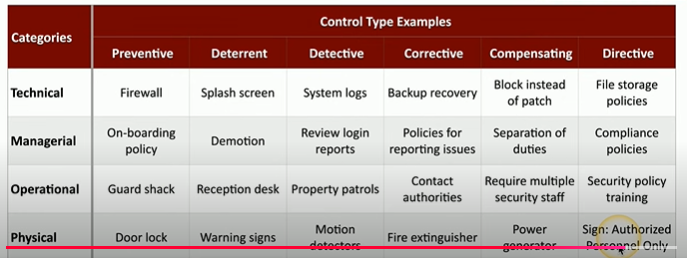 Control Type Examples
Categories
Preventive Deterrent Detective Corrective Compensating Directive
Technical Firewall Splash screen System logs Backup recovery Block instead of patch File storage policies
Managerial On-boarding policy Demotion Review login reports Policies for reporting issues Separation of duties Compliance policies
Operational Guard shack Reception desk Property patrols Contact authorities Require multiple security staff Security policy training
Physical Door lock Warning signs Motion detectors Fire extinguisher Power generator Sign: Authorized Personnel Only